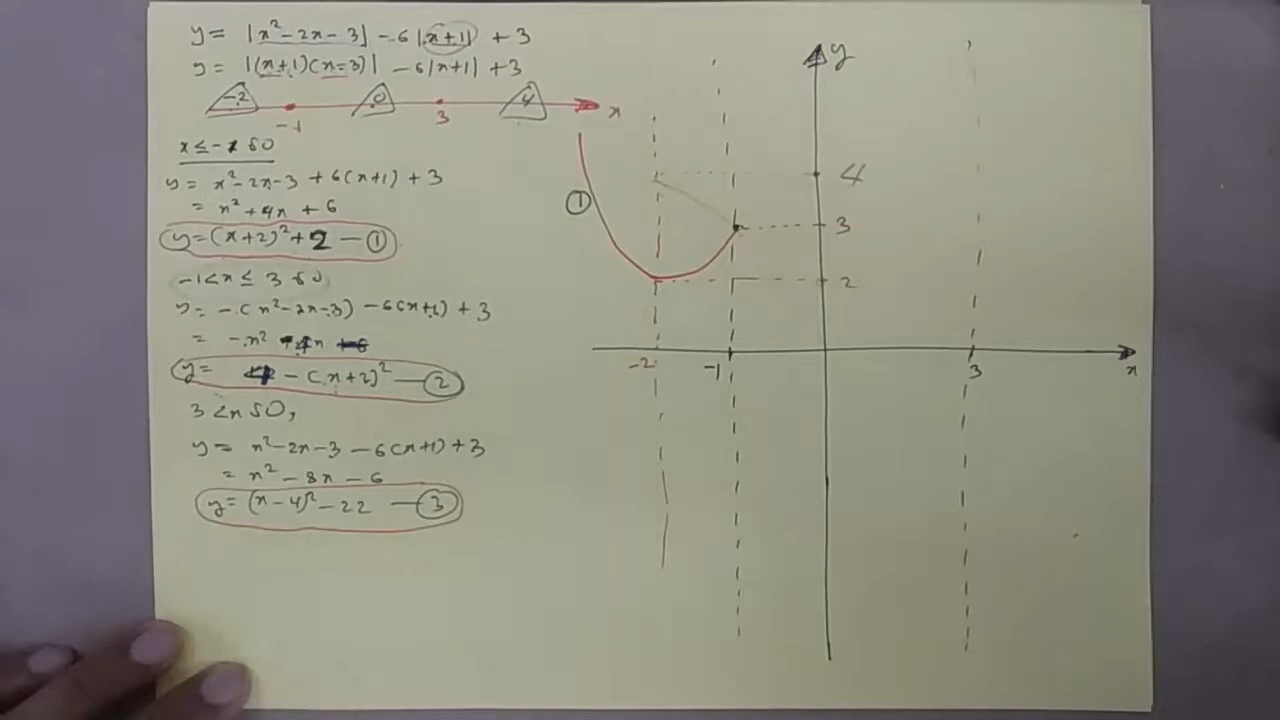 y = |x²-2x-3| -6|x+1| +3
y = |(x+1)(x-3)| -6|x+1| +3
-2 0 4
-1 3 x
x ≤ -1
y = x²-2x-3 +6(x+1) +3
= x²+4x+6
y=(x+2)²+2 — ①
-1<x≤3
y= -(x²-2x-3) -6(x+1)+3
= -x²
y= -(x+2)² — ②
3<x
y= x²-2x-3 -6(x+1)+3
= x² -8x -6
y= (x-4)² -22 — ③
y
4
①
3
2
-2 -1 3 x